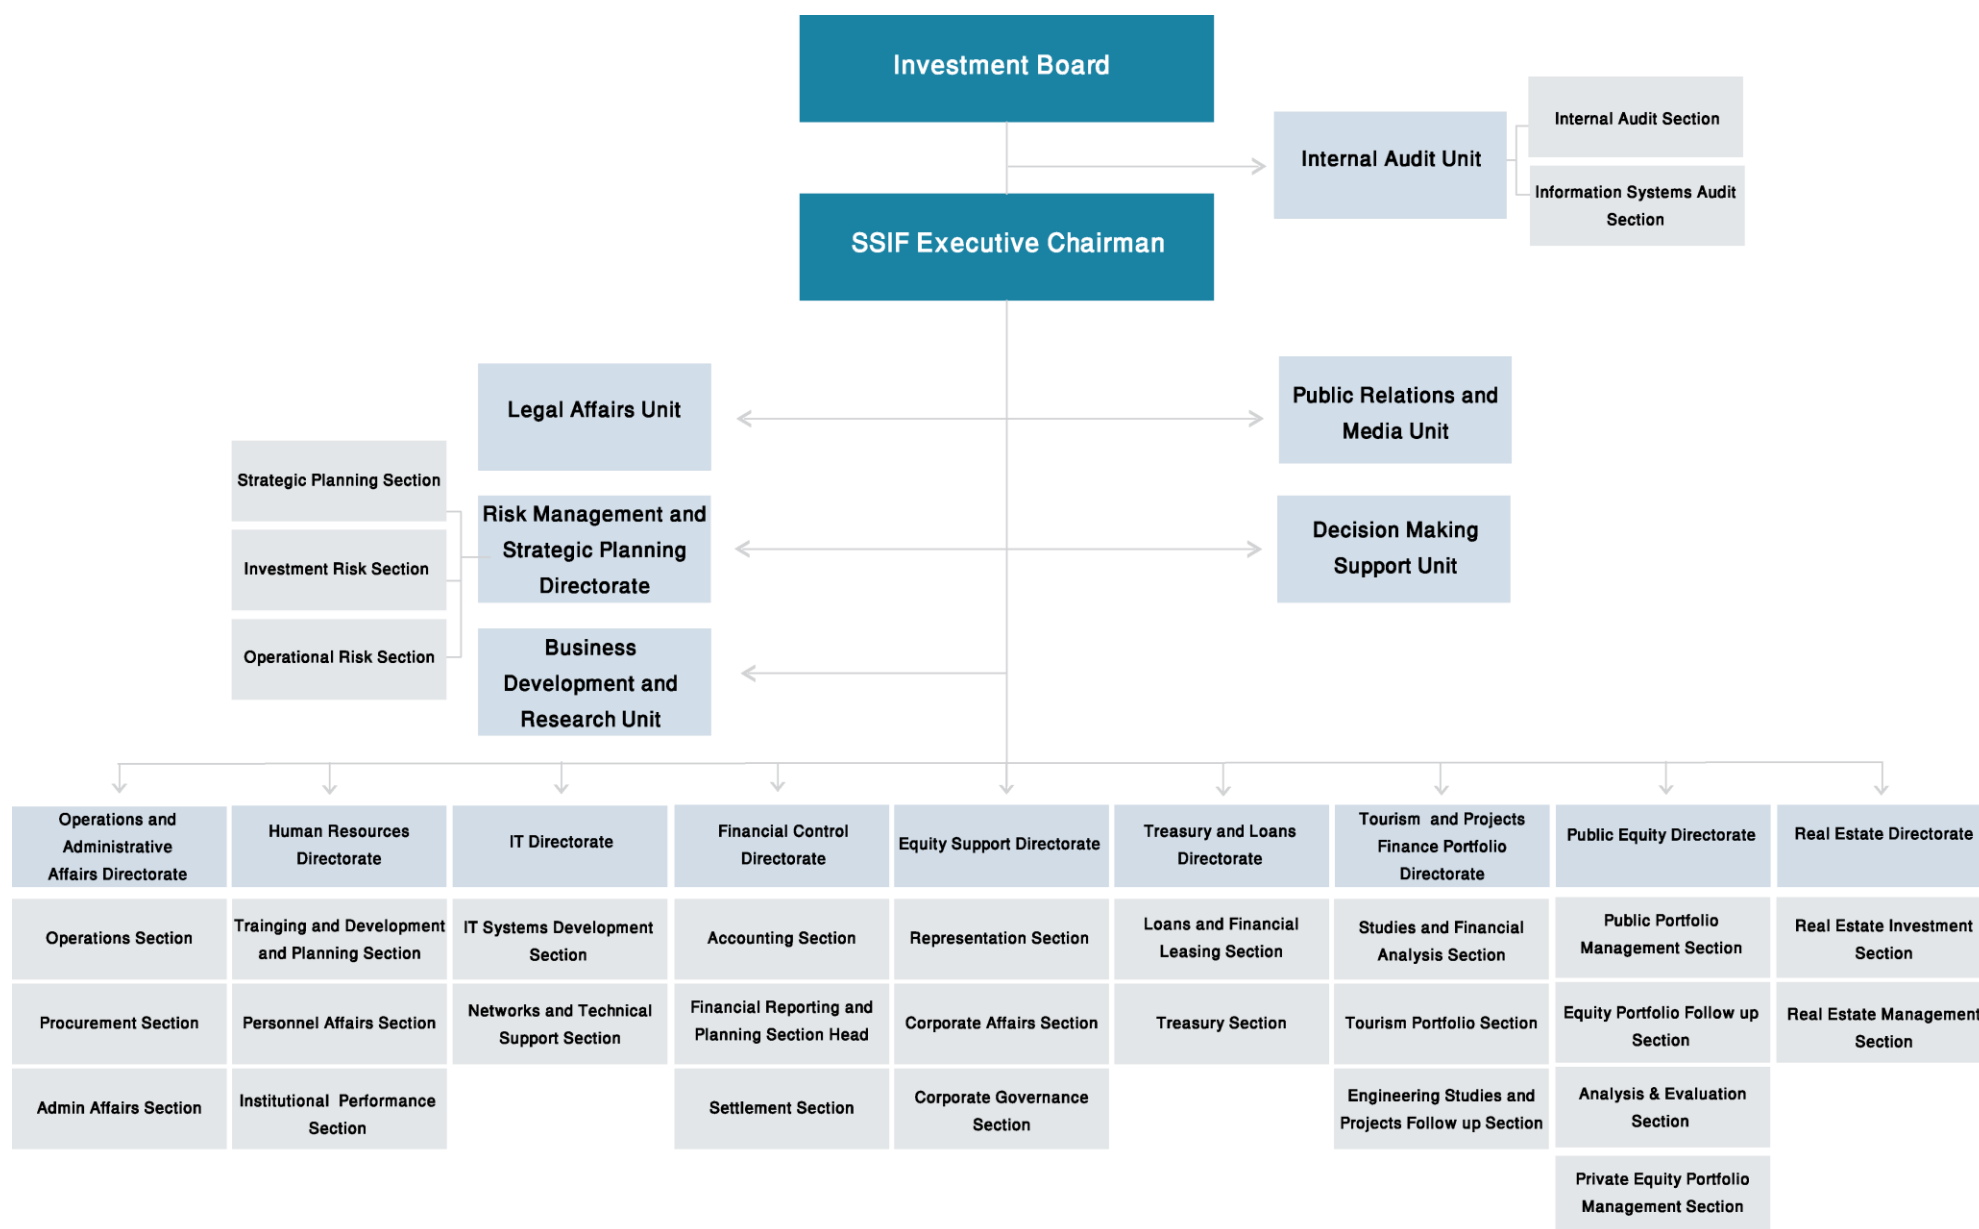 Investment Board
Internal Audit Unit
Internal Audit Section
Information Systems Audit
Section
SSIF Executive Chairman
Legal Affairs Unit
Public Relations and
Media Unit
Strategic Planning Section
Investment Risk Section
Operational Risk Section
Risk Management and
Strategic Planning
Directorate
Decision Making
Support Unit
Business
Development and
Research Unit
Operations and
Administrative
Affairs Directorate
Operations Section
Procurement Section
Admin Affairs Section
Human Resources
Directorate
Trainging and Development
and Planning Section
Personnel Affairs Section
Institutional Performance
Section
IT Directorate
IT Systems Development
Section
Networks and Technical
Support Section
Financial Control
Directorate
Accounting Section
Financial Reporting and
Planning Section Head
Settlement Section
Equity Support Directorate
Representation Section
Corporate Affairs Section
Corporate Governance
Section
Treasury and Loans
Directorate
Loans and Financial
Leasing Section
Treasury Section
Tourism and Projects
Finance Portfolio
Directorate
Studies and Financial
Analysis Section
Tourism Portfolio Section
Engineering Studies and
Projects Follow up Section
Public Equity Directorate
Public Portfolio
Management Section
Equity Portfolio Follow up
Section
Analysis & Evaluation
Section
Private Equity Portfolio
Management Section
Real Estate Directorate
Real Estate Investment
Section
Real Estate Management
Section